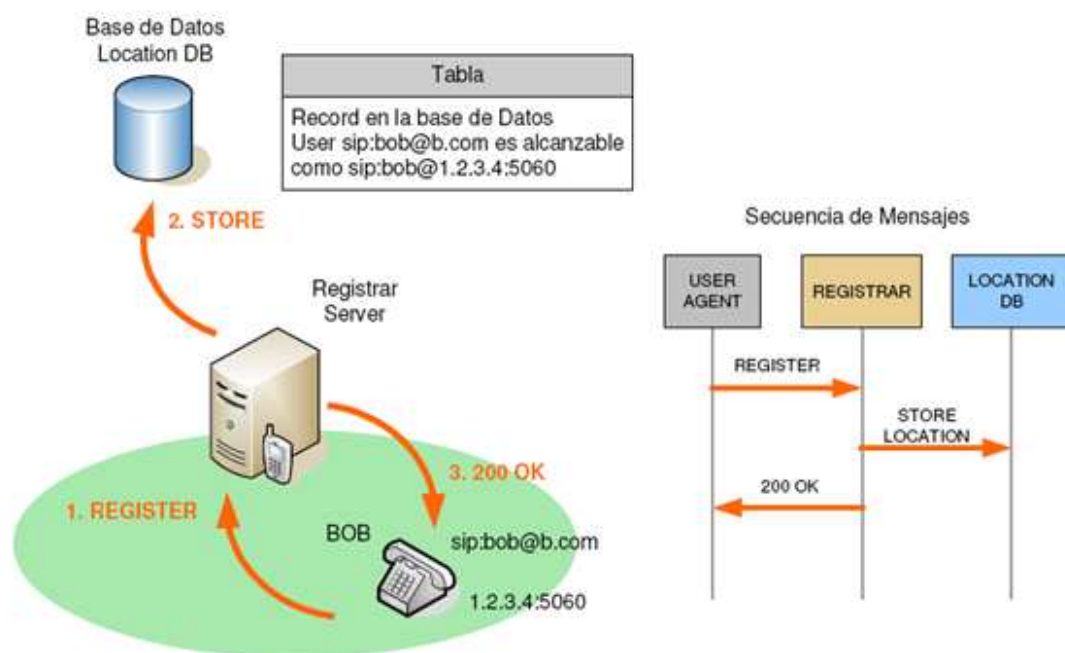 Base de Datos
Location DB
Tabla
Record en la base de Datos
User sip:bob@b.com es alcanzable
como sip:bob@1.2.3.4:5060
2. STORE
Registrar
Server
3. 200 OK
1. REGISTER
BOB
sip:bob@b.com
1.2.3.4:5060
Secuencia de Mensajes
USER
AGENT
REGISTRAR
LOCATION
DB
REGISTER
STORE
LOCATION
200 OK